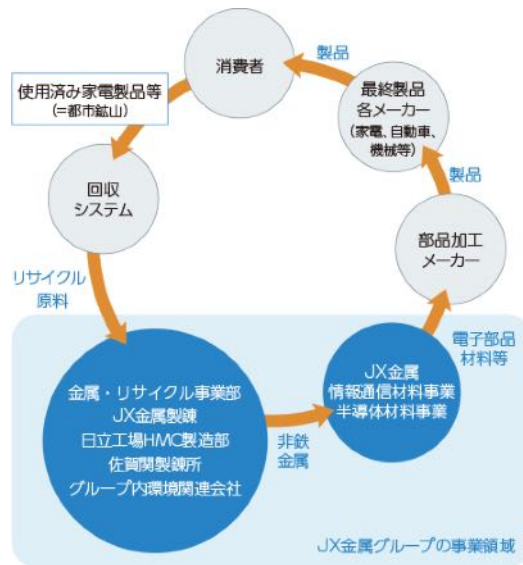 製品
消費者
最終製品
各メーカー
(家電、自動車、
機械等)
使用済み家電製品等
(=都市鉱山)
製品
回収
システム
部品加工
メーカー
リサイクル
原料
電子部品
材料等
金属・リサイクル事業部
JX金属製錬
日立工場HMC製造部
佐賀関製錬所
グループ内環境関連会社
JX金属
情報通信材料事業
半導体材料事業
非鉄
金属
JX金属グループの事業領域